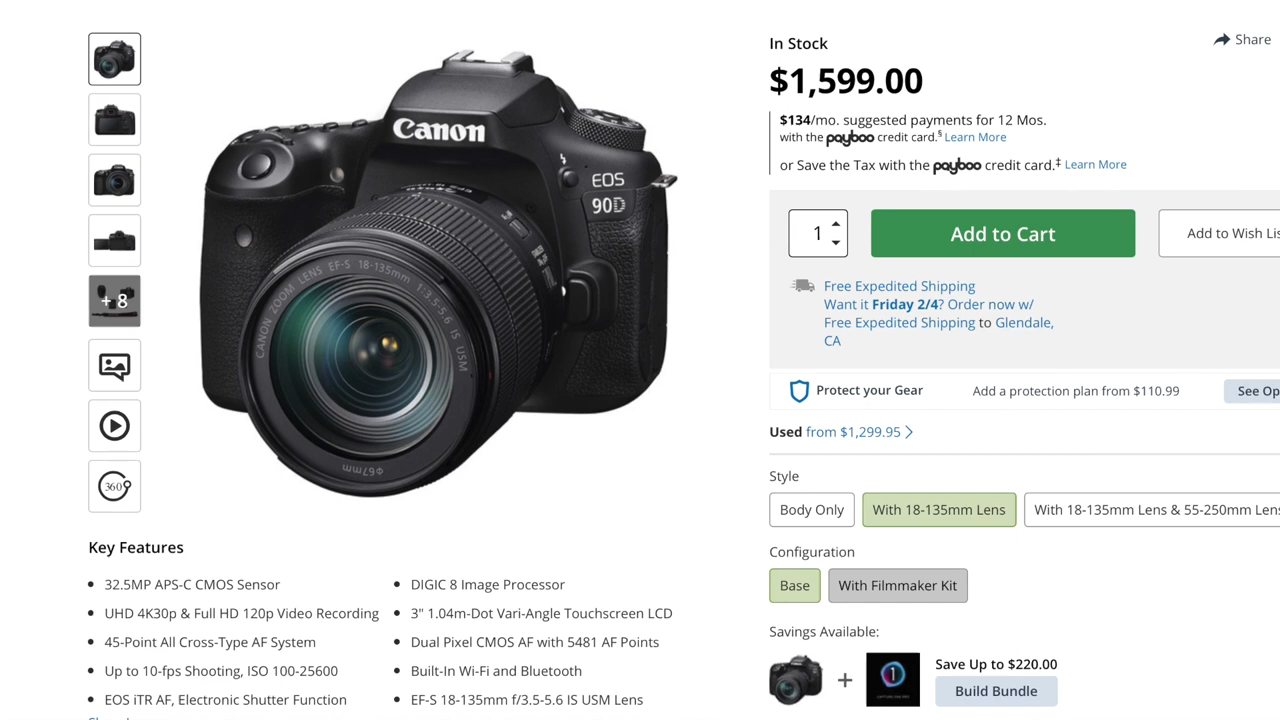 In Stock
Share
$1,599.00
$134/mo. suggested payments for 12 Mos.
with the payboo credit card.§ Learn More
or Save the Tax with the payboo credit card.‡ Learn More
1
Add to Cart
Add to Wish Lis
Free Expedited Shipping
Want it Friday 2/4? Order now w/
Free Expedited Shipping to Glendale,
CA
Protect your Gear
Add a protection plan from $110.99
See Op
Used from $1,299.95
Style
Body Only
With 18-135mm Lens
With 18-135mm Lens & 55-250mm Lens
Configuration
Base
With Filmmaker Kit
Savings Available:
Save Up to $220.00
Build Bundle
Canon
EOS
90D
CANON ZOOM LENS EF-S 18-135mm 1:3.5-5.6 IS USM
Φ67mm
+ 8
360
Key Features
32.5MP APS-C CMOS Sensor
UHD 4K30p & Full HD 120p Video Recording
45-Point All Cross-Type AF System
Up to 10-fps Shooting, ISO 100-25600
EOS iTR AF, Electronic Shutter Function
DIGIC 8 Image Processor
3" 1.04m-Dot Vari-Angle Touchscreen LCD
Dual Pixel CMOS AF with 5481 AF Points
Built-In Wi-Fi and Bluetooth
EF-S 18-135mm f/3.5-5.6 IS USM Lens